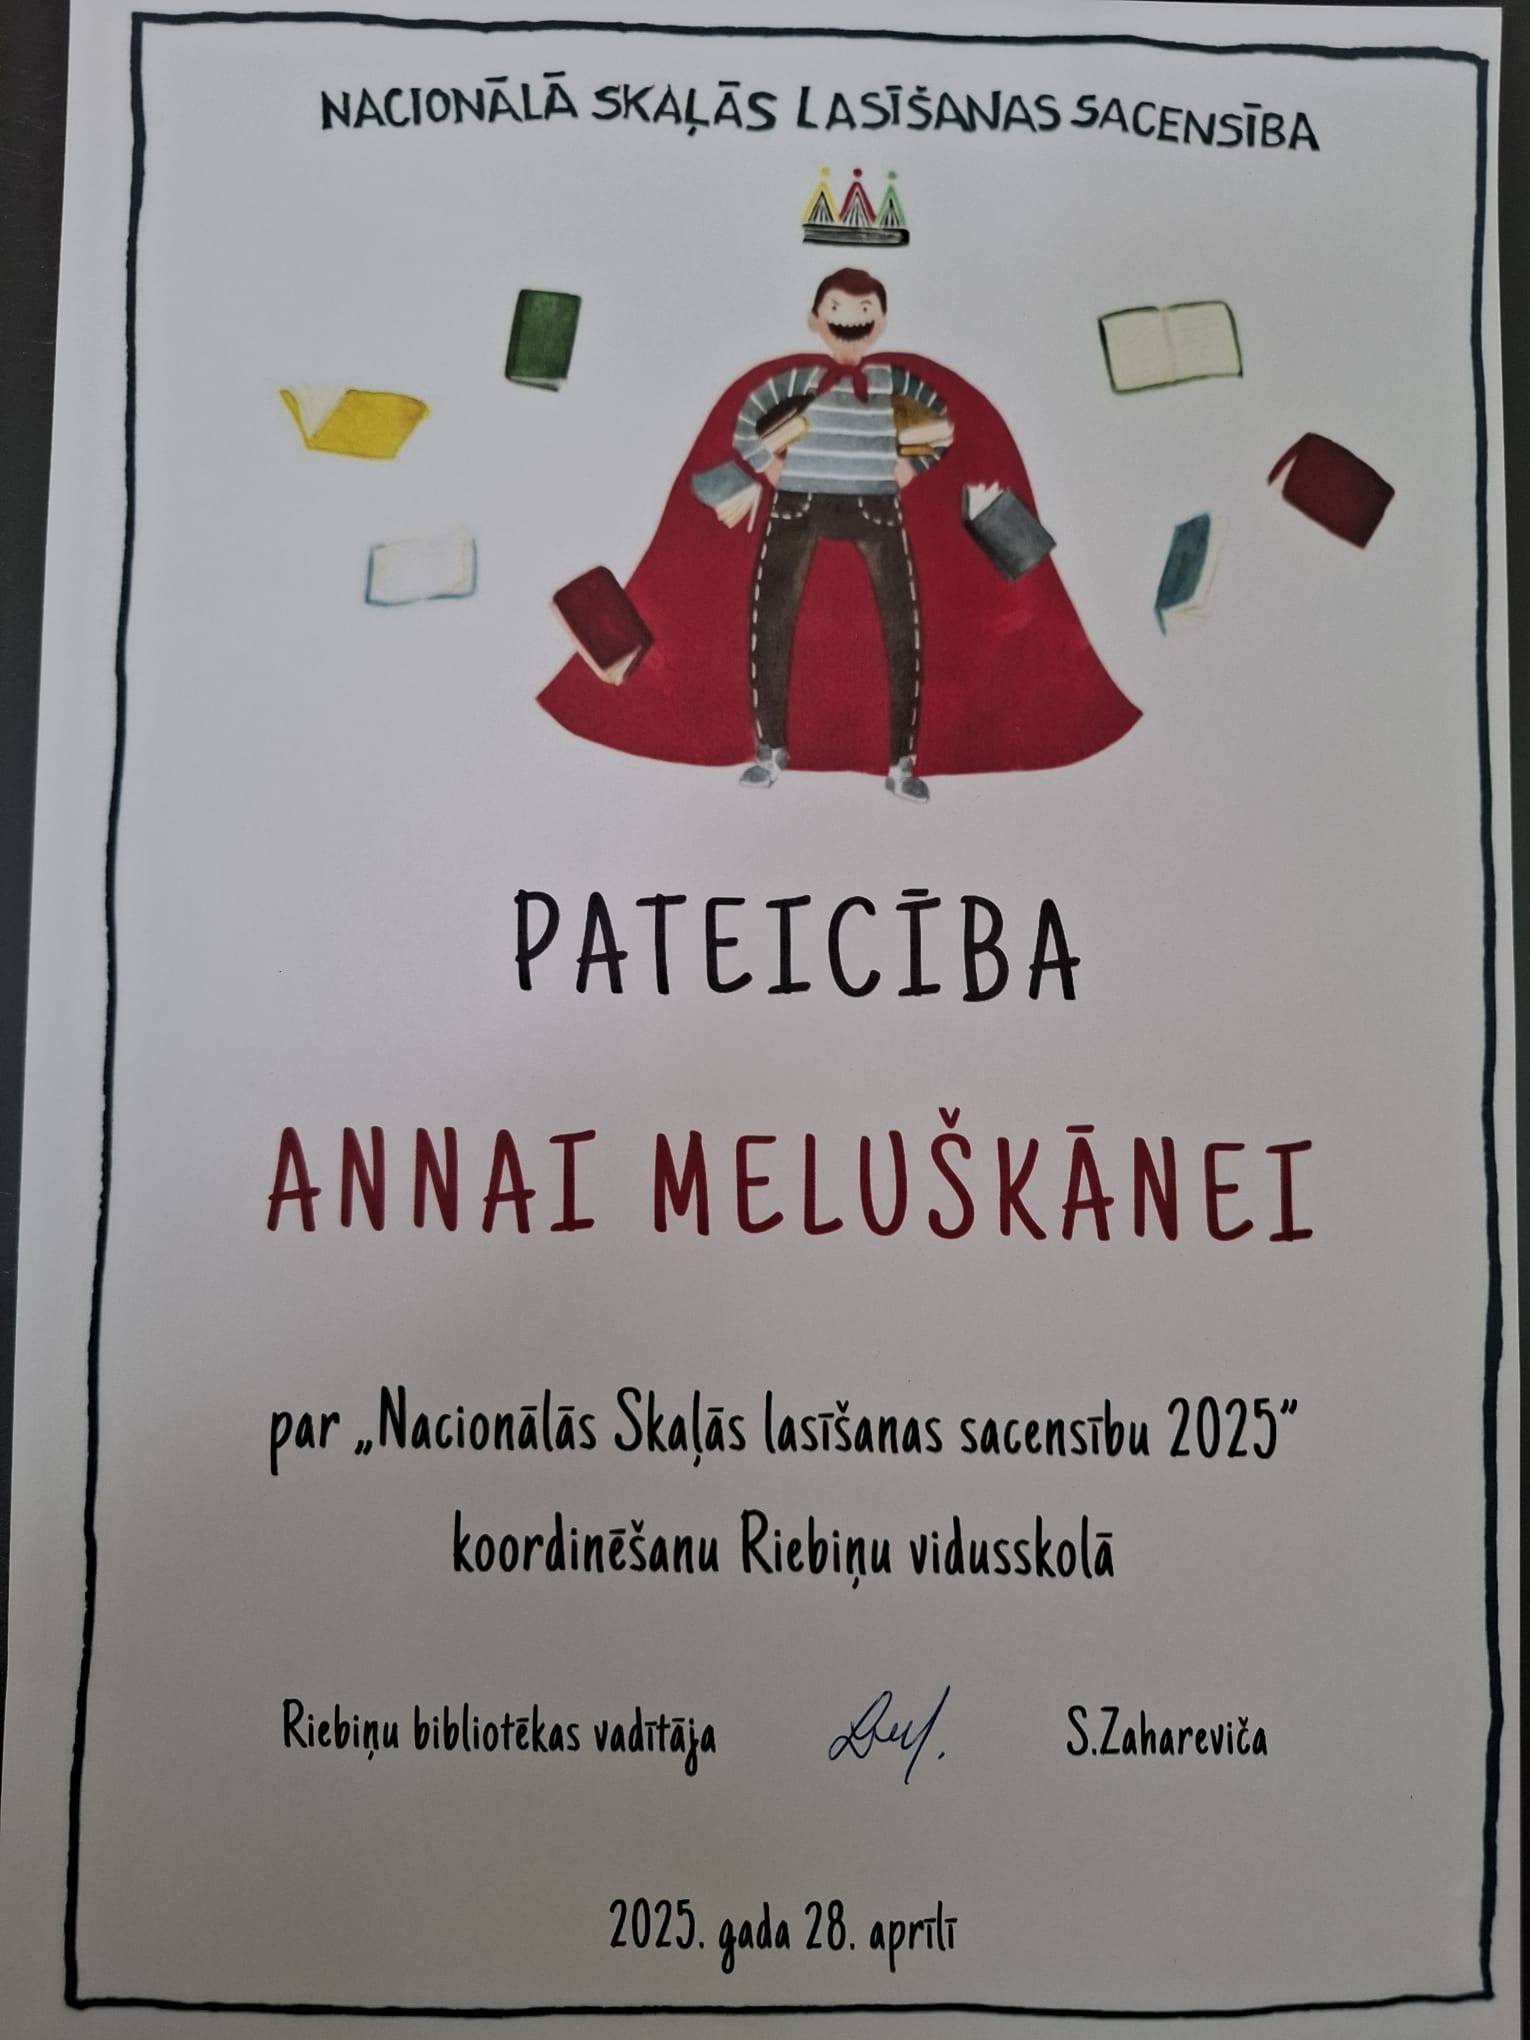 NACIONĀLĀ SKAĻĀS LASĪŠANAS SACENSĪBA
PATEICĪBA
ANNAI MELUŠKĀNEI
par „Nacionālās Skaļās lasīšanas sacensību 2025”
koordinēšanu Riebiņu vidusskolā
Riebiņu bibliotēkas vadītāja S.Zahareviča
2025. gada 28. aprīlī